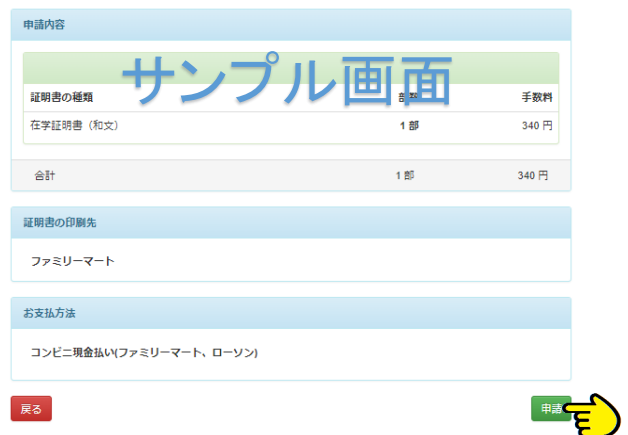 申請内容
サンプル画面
証明書の種類 部数 手数料
在学証明書（和文） 1 部 340 円
合計 1 部 340 円
証明書の印刷先
ファミリーマート
お支払方法
コンビニ現金払い(ファミリーマート、ローソン)
戻る 申請